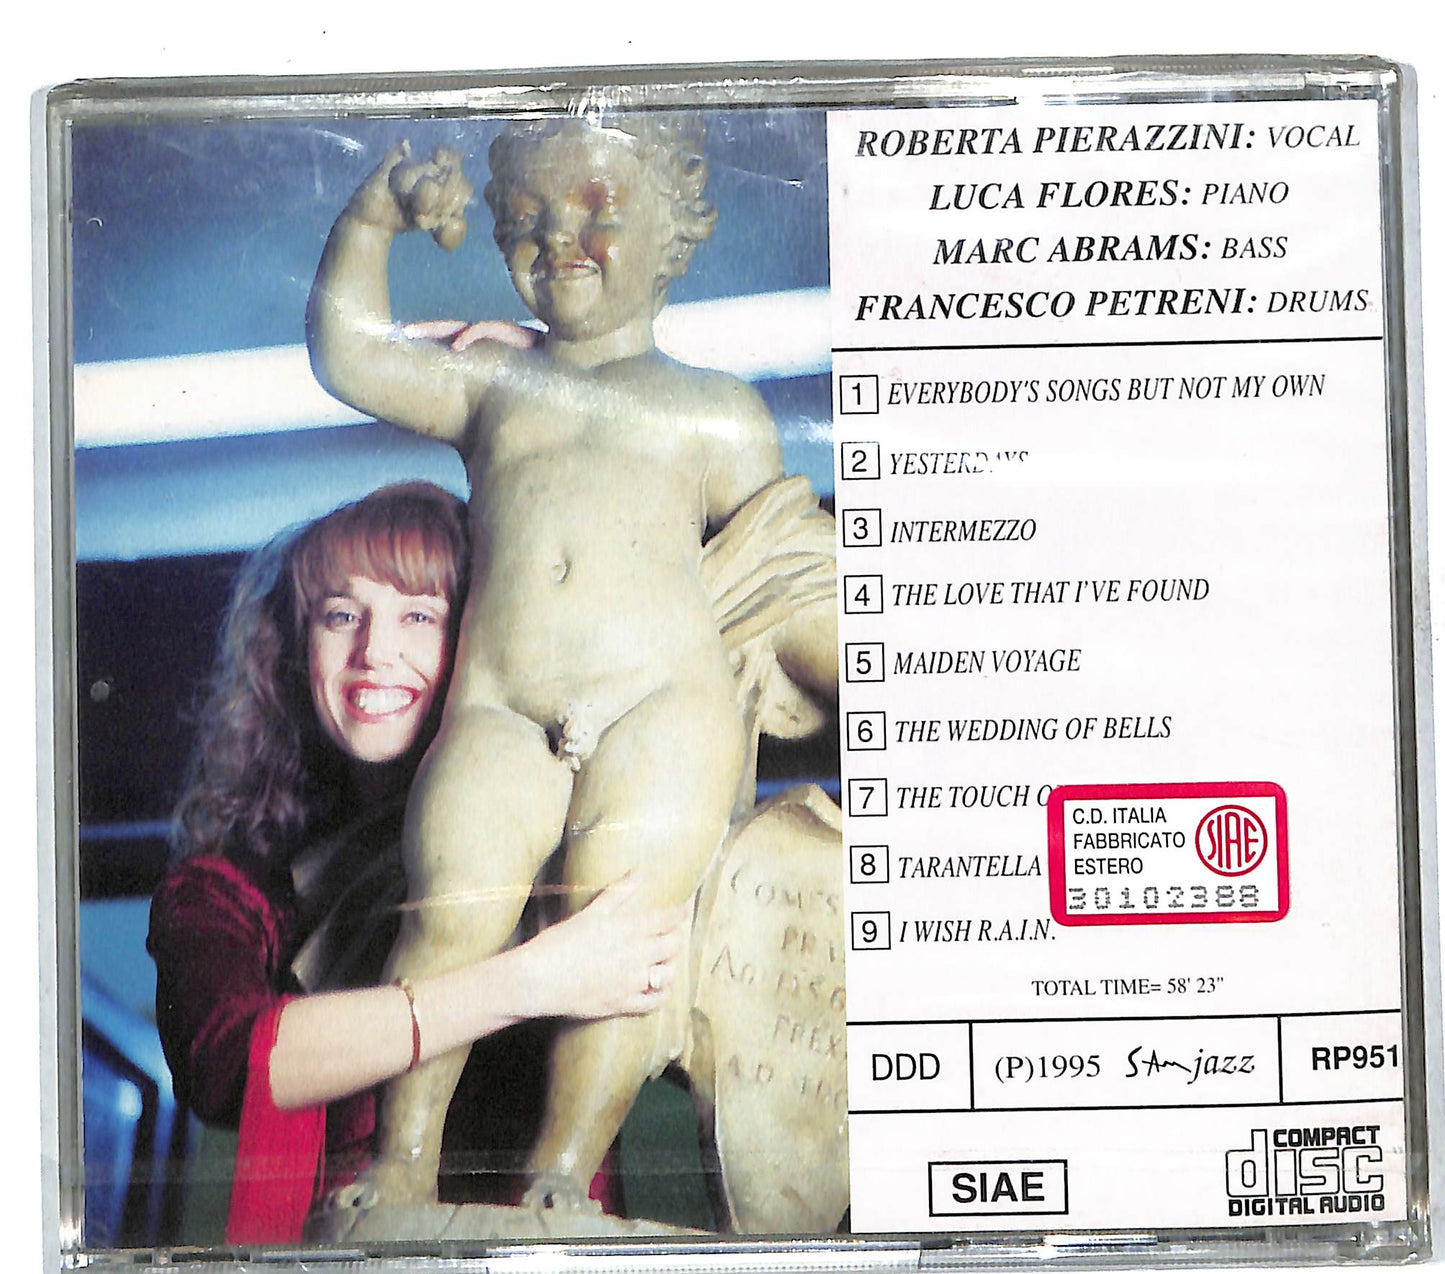 ROBERTA PIERAZZINI: VOCAL
LUCA FLORES: PIANO
MARC ABRAMS: BASS
FRANCESCO PETRENI: DRUMS
1 EVERYBODY'S SONGS BUT NOT MY OWN
2 YESTERDAYS
3 INTERMEZZO
4 THE LOVE THAT I'VE FOUND
5 MAIDEN VOYAGE
6 THE WEDDING OF BELLS
7 THE TOUCH
8 TARANTELLA
9 I WISH R.A.I.N.
C.D. ITALIA
FABBRICATO
ESTERO
30102388
SIAE
TOTAL TIME= 58' 23"
DDD
(P)1995 SAm jazz
RP951
SIAE
COMPACT
disc
DIGITAL AUDIO
A.D.